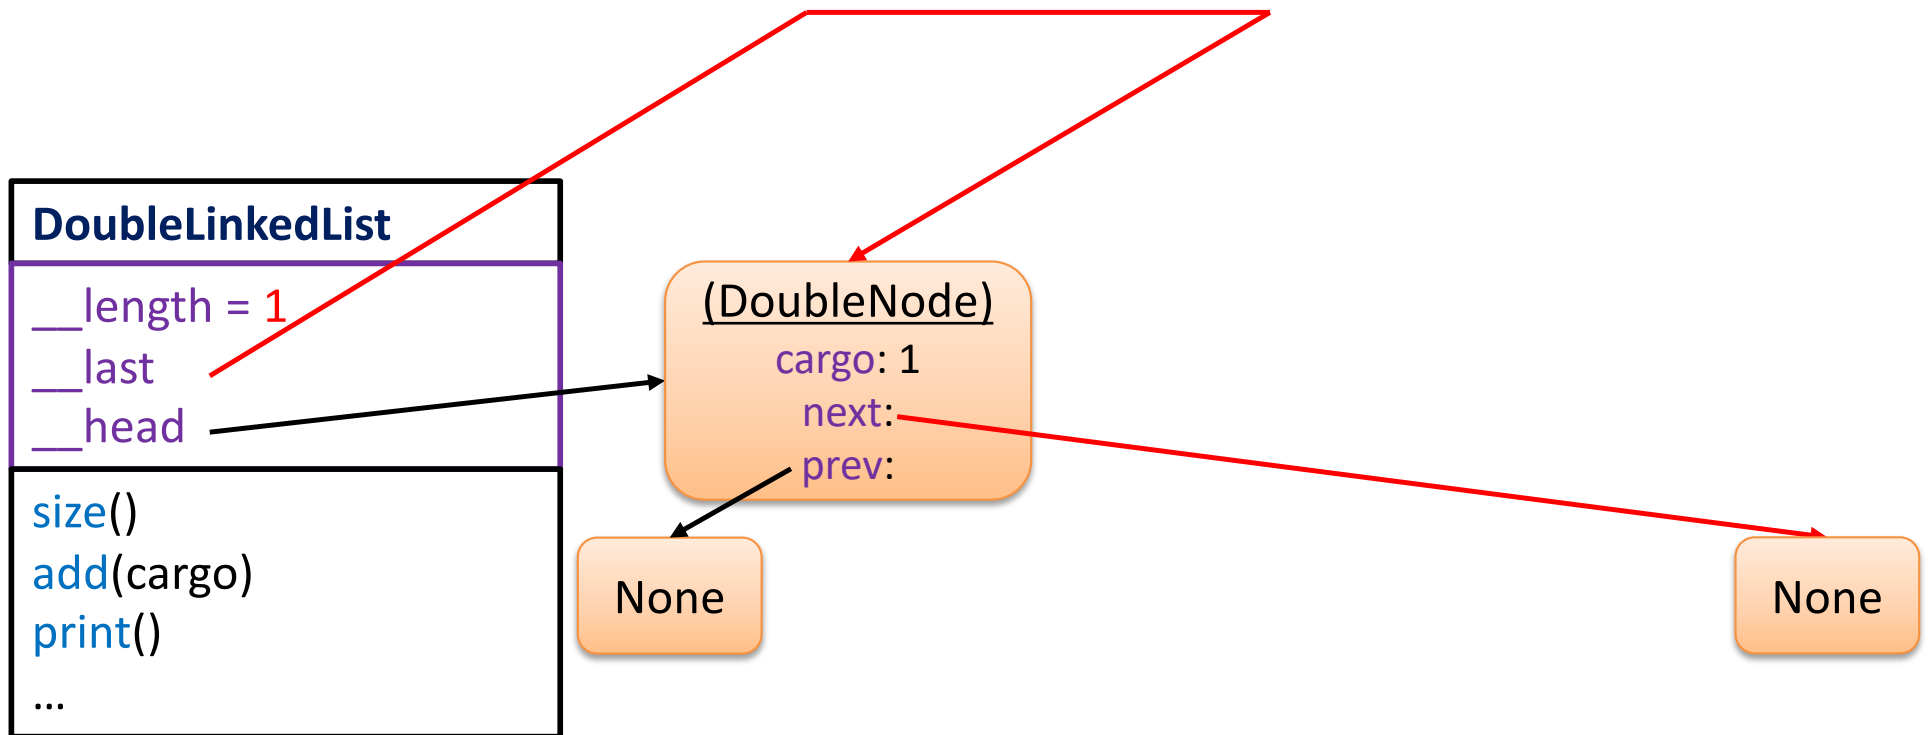 DoubleLinkedList
__length = 1
__last
__head
size()
add(cargo)
print()
...
(DoubleNode)
cargo: 1
next:
prev:
None
None